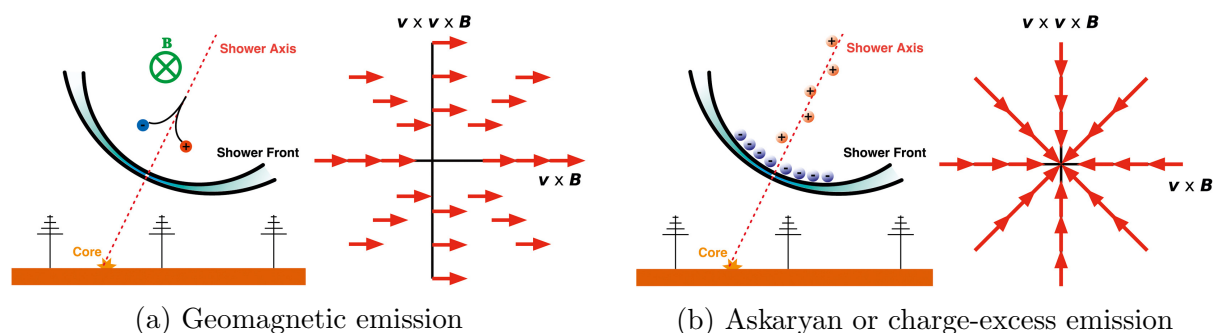 v x v x B
B
Shower Axis
-
+
Shower Front
v x B
Core
(a) Geomagnetic emission
v x v x B
+
Shower Axis
+
+
+
+
- - - - - - - - -
Shower Front
v x B
Core
(b) Askaryan or charge-excess emission